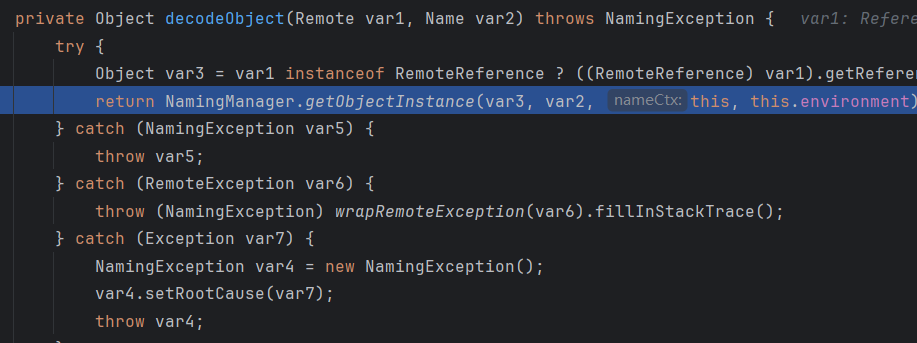 private Object decodeObject(Remote var1, Name var2) throws NamingException {   var1: Refere
    try {
        Object var3 = var1 instanceof RemoteReference ? ((RemoteReference) var1).getRefere
        return NamingManager.getObjectInstance(var3, var2, nameCtx: this, this.environment)
    } catch (NamingException var5) {
        throw var5;
    } catch (RemoteException var6) {
        throw (NamingException) wrapRemoteException(var6).fillInStackTrace();
    } catch (Exception var7) {
        NamingException var4 = new NamingException();
        var4.setRootCause(var7);
        throw var4;
    }